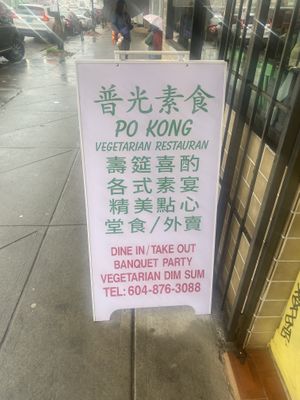 普光素食
PO KONG
VEGETARIAN RESTAURAN
壽筵喜酌
各式素宴
精美點心
堂食/外賣
DINE IN/TAKE OUT
BANQUET PARTY
VEGETARIAN DIM SUM
TEL: 604-876-3088